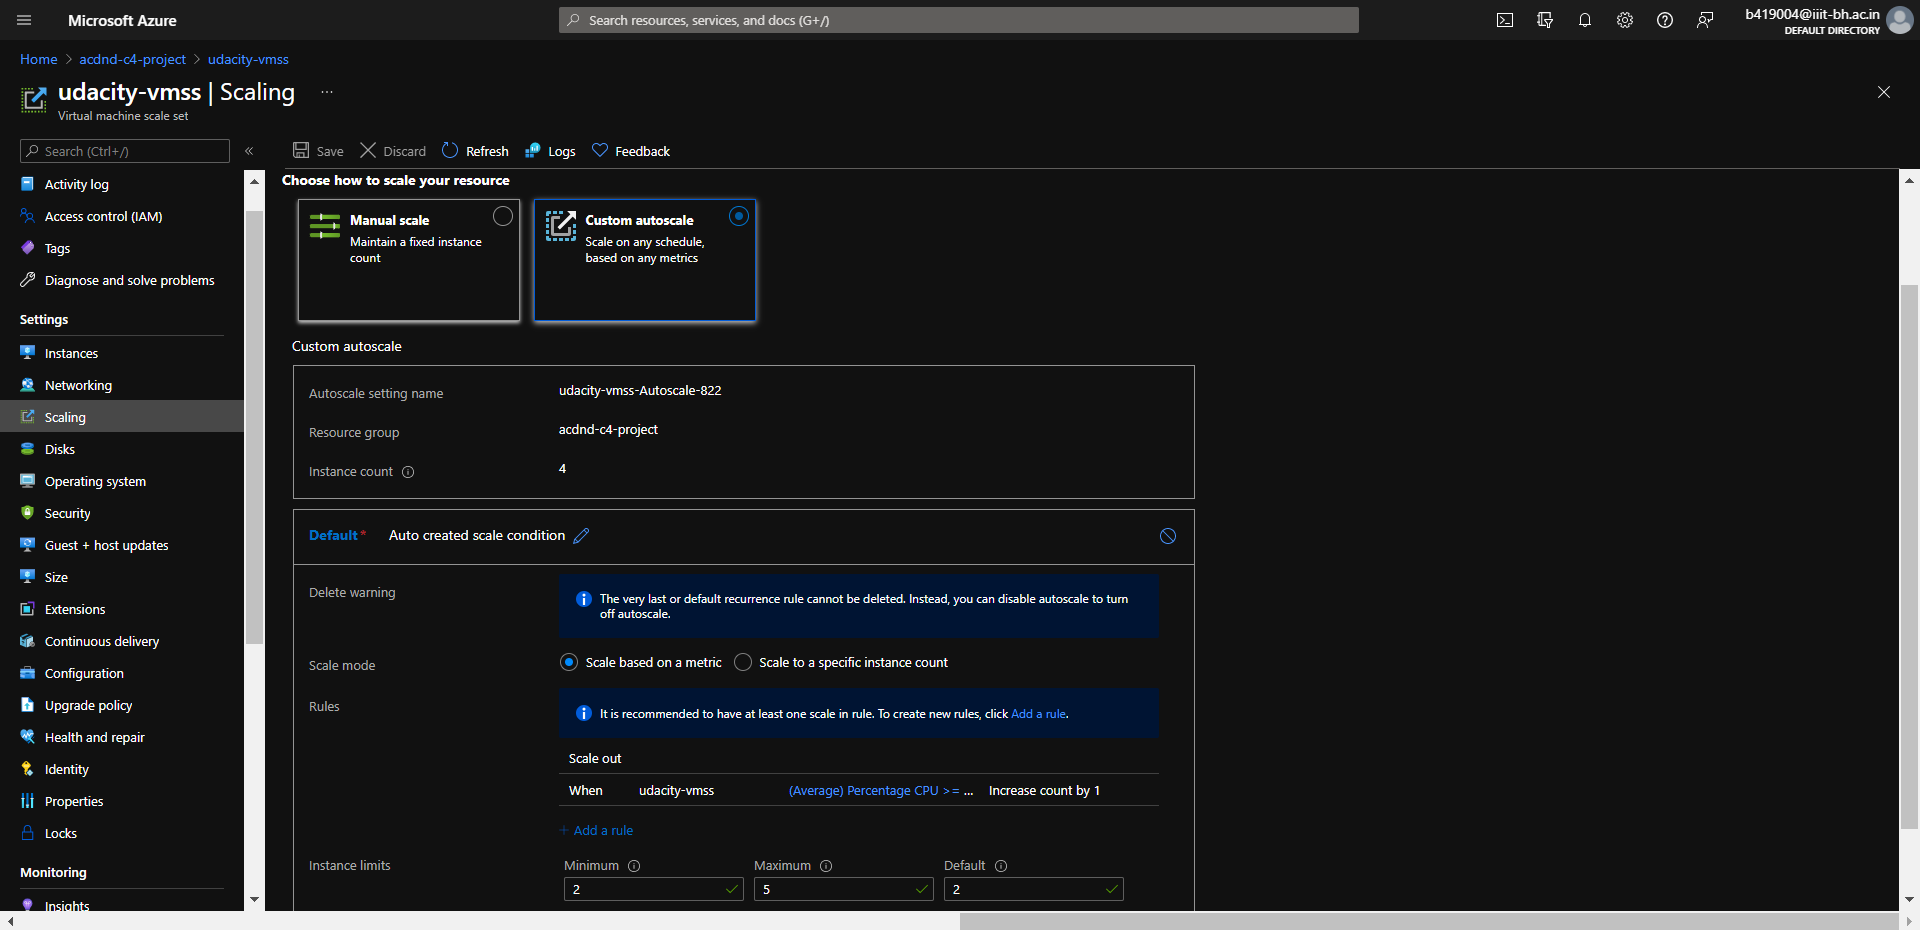 Microsoft Azure
Search resources, services, and docs (G+/)
b419004@iiit-bh.ac.in
DEFAULT DIRECTORY
Home > acdnd-c4-project > udacity-vmss
udacity-vmss | Scaling ...
Virtual machine scale set
Search (Ctrl+/)
«
Save
Discard
Refresh
Logs
Feedback
Activity log
Access control (IAM)
Tags
Diagnose and solve problems
Settings
Instances
Networking
Scaling
Disks
Operating system
Security
Guest + host updates
Size
Extensions
Continuous delivery
Configuration
Upgrade policy
Health and repair
Identity
Properties
Locks
Monitoring
Insights
Choose how to scale your resource
Manual scale
Maintain a fixed instance
count
Custom autoscale
Scale on any schedule,
based on any metrics
Custom autoscale
Autoscale setting name
udacity-vmss-Autoscale-822
Resource group
acdnd-c4-project
Instance count
4
Default* Auto created scale condition
Delete warning
The very last or default recurrence rule cannot be deleted. Instead, you can disable autoscale to turn
off autoscale.
Scale mode
Scale based on a metric
Scale to a specific instance count
Rules
It is recommended to have at least one scale in rule. To create new rules, click Add a rule.
Scale out
When udacity-vmss (Average) Percentage CPU >= ... Increase count by 1
+ Add a rule
Instance limits
Minimum
2
Maximum
5
Default
2